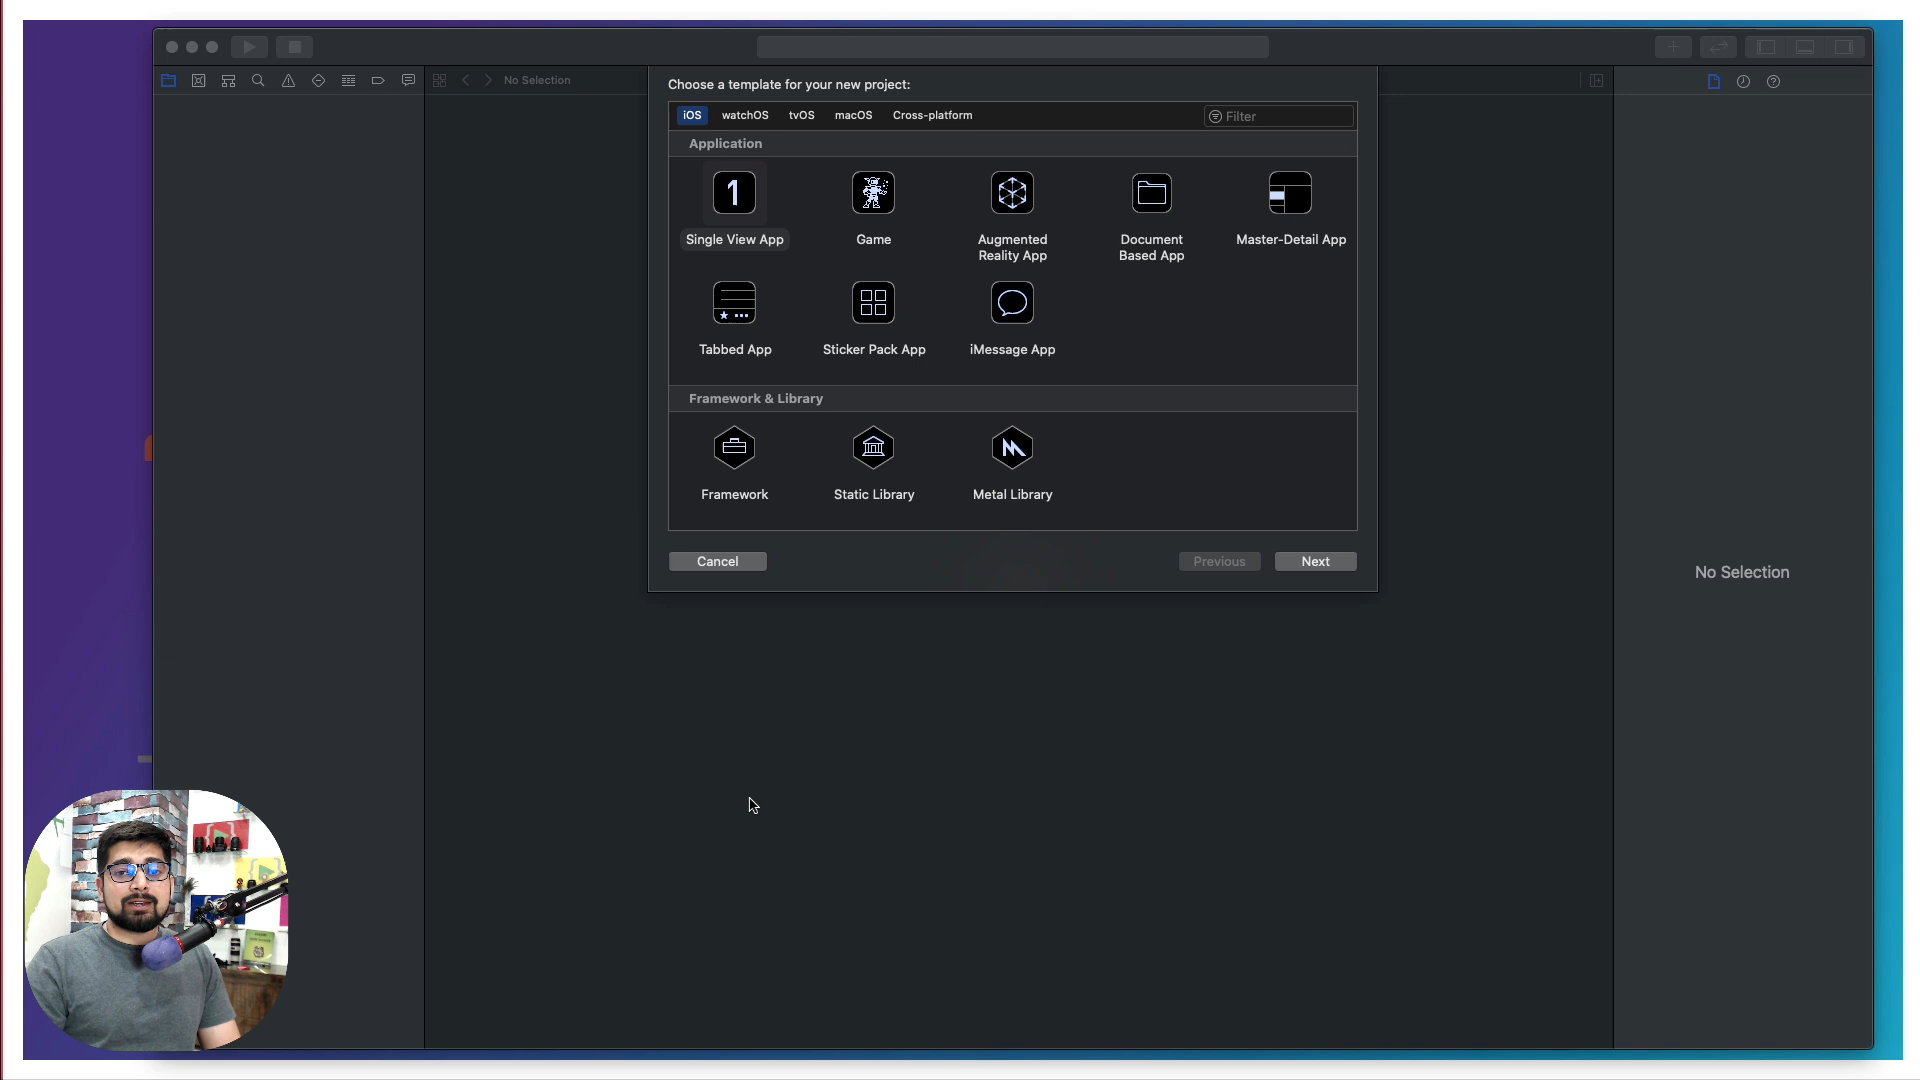 No Selection
Choose a template for your new project:
iOS watchOS tvOS macOS Cross-platform Filter
Application
1
Single View App
Game
Augmented
Reality App
Document
Based App
Master-Detail App
Tabbed App
Sticker Pack App
iMessage App
Framework & Library
Framework
Static Library
Metal Library
Cancel Previous Next
No Selection